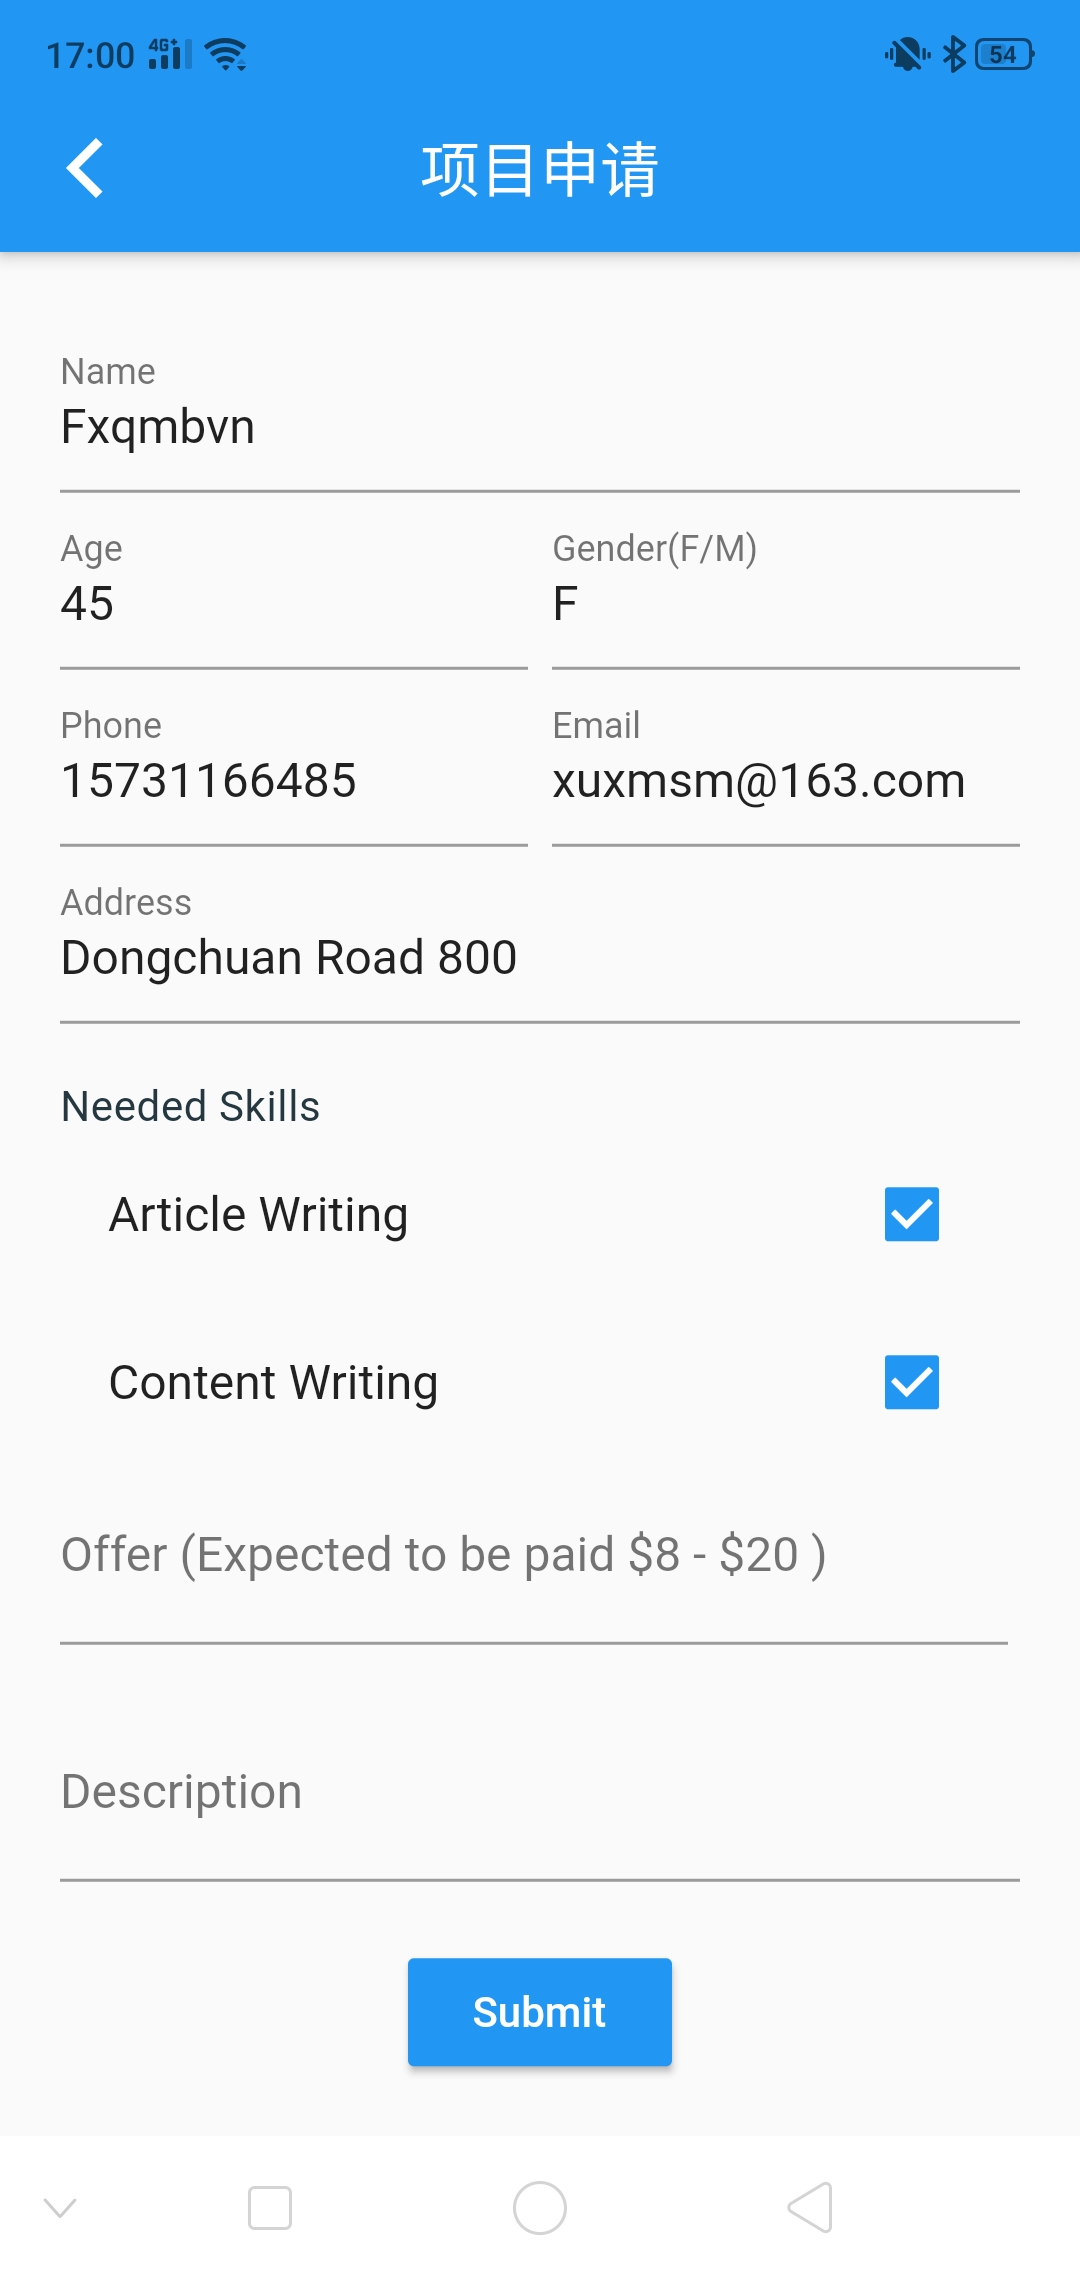 17:00 4G+ 54
项目申请
Name
Fxqmbvn
Age Gender(F/M)
45 F
Phone Email
15731166485 xuxmsm@163.com
Address
Dongchuan Road 800
Needed Skills
Article Writing
Content Writing
Offer (Expected to be paid $8 - $20 )
Description
Submit